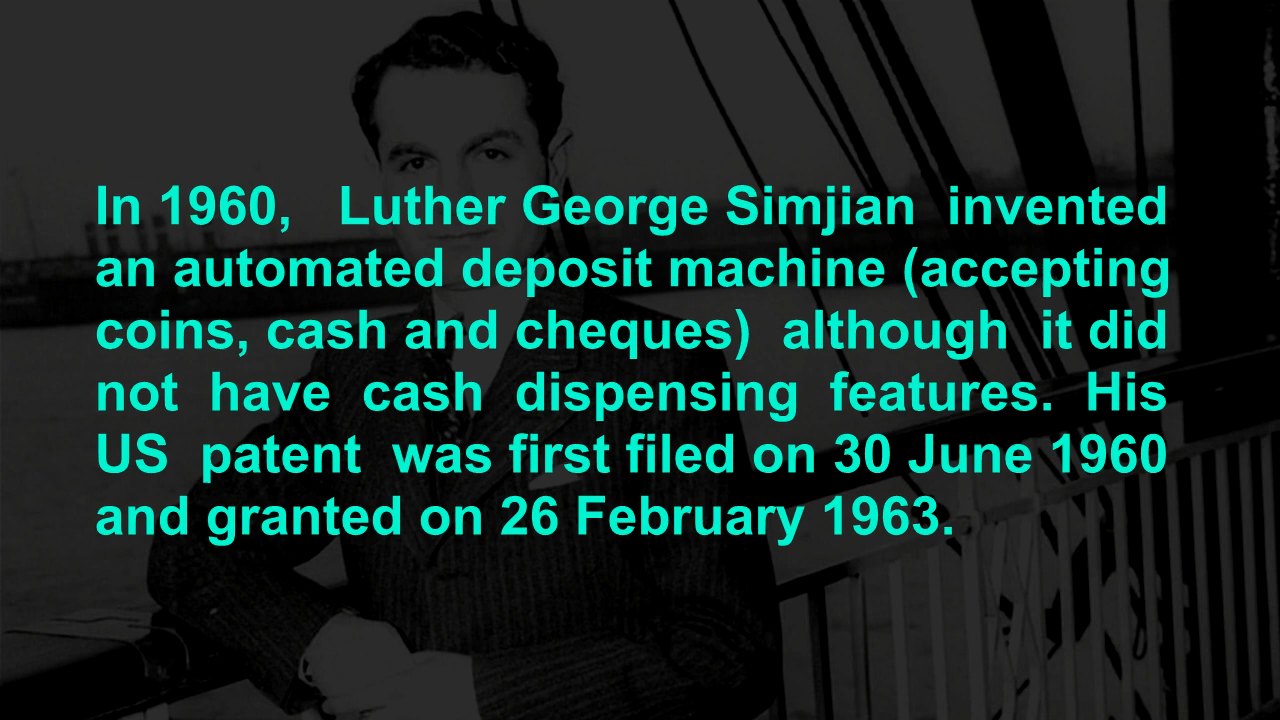 In 1960, Luther George Simjian invented
an automated deposit machine (accepting
coins, cash and cheques) although it did
not have cash dispensing features. His
US patent was first filed on 30 June 1960
and granted on 26 February 1963.